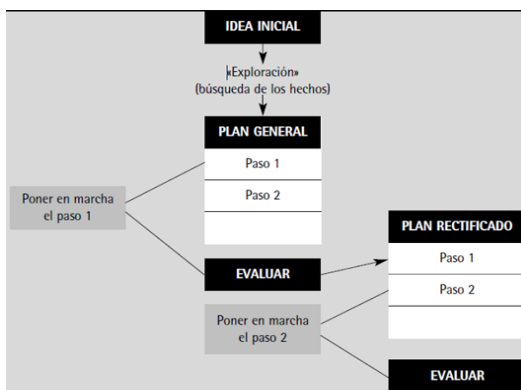 IDEA INICIAL
«Exploración»
(búsqueda de los hechos)
PLAN GENERAL
Paso 1
Paso 2
Poner en marcha
el paso 1
EVALUAR
PLAN RECTIFICADO
Paso 1
Paso 2
Poner en marcha
el paso 2
EVALUAR